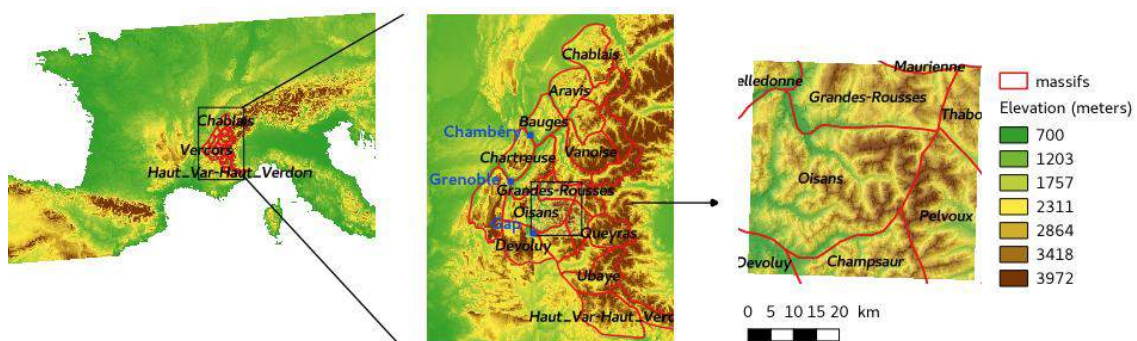 Chablais
Vercors
Haut_Var-Haut_Verdon
Chablais
Aravis
Bauges
Chambéry
Chartreuse
Vanoise
Grenoble
Grandes-Rousses
Oisans
Gap
Queyras
Devoluy
Ubaye
Haut_Var-Haut_Verd
Maurienne
elledonne
Grandes-Rousses
Thabo
Oisans
Pelvoux
Devoluy
Champsaur
0 5 10 15 20 km
massifs
Elevation (meters)
700
1203
1757
2311
2864
3418
3972